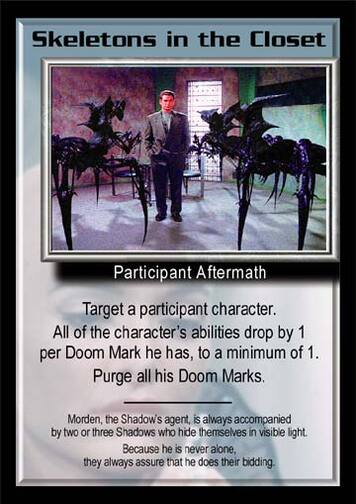 Skeletons in the Closet
Participant Aftermath
Target a participant character.
All of the character's abilities drop by 1
per Doom Mark he has, to a minimum of 1.
Purge all his Doom Marks.
Morden, the Shadow's agent, is always accompanied
by two or three Shadows who hide themselves in visible light.
Because he is never alone,
they always assure that he does their bidding.